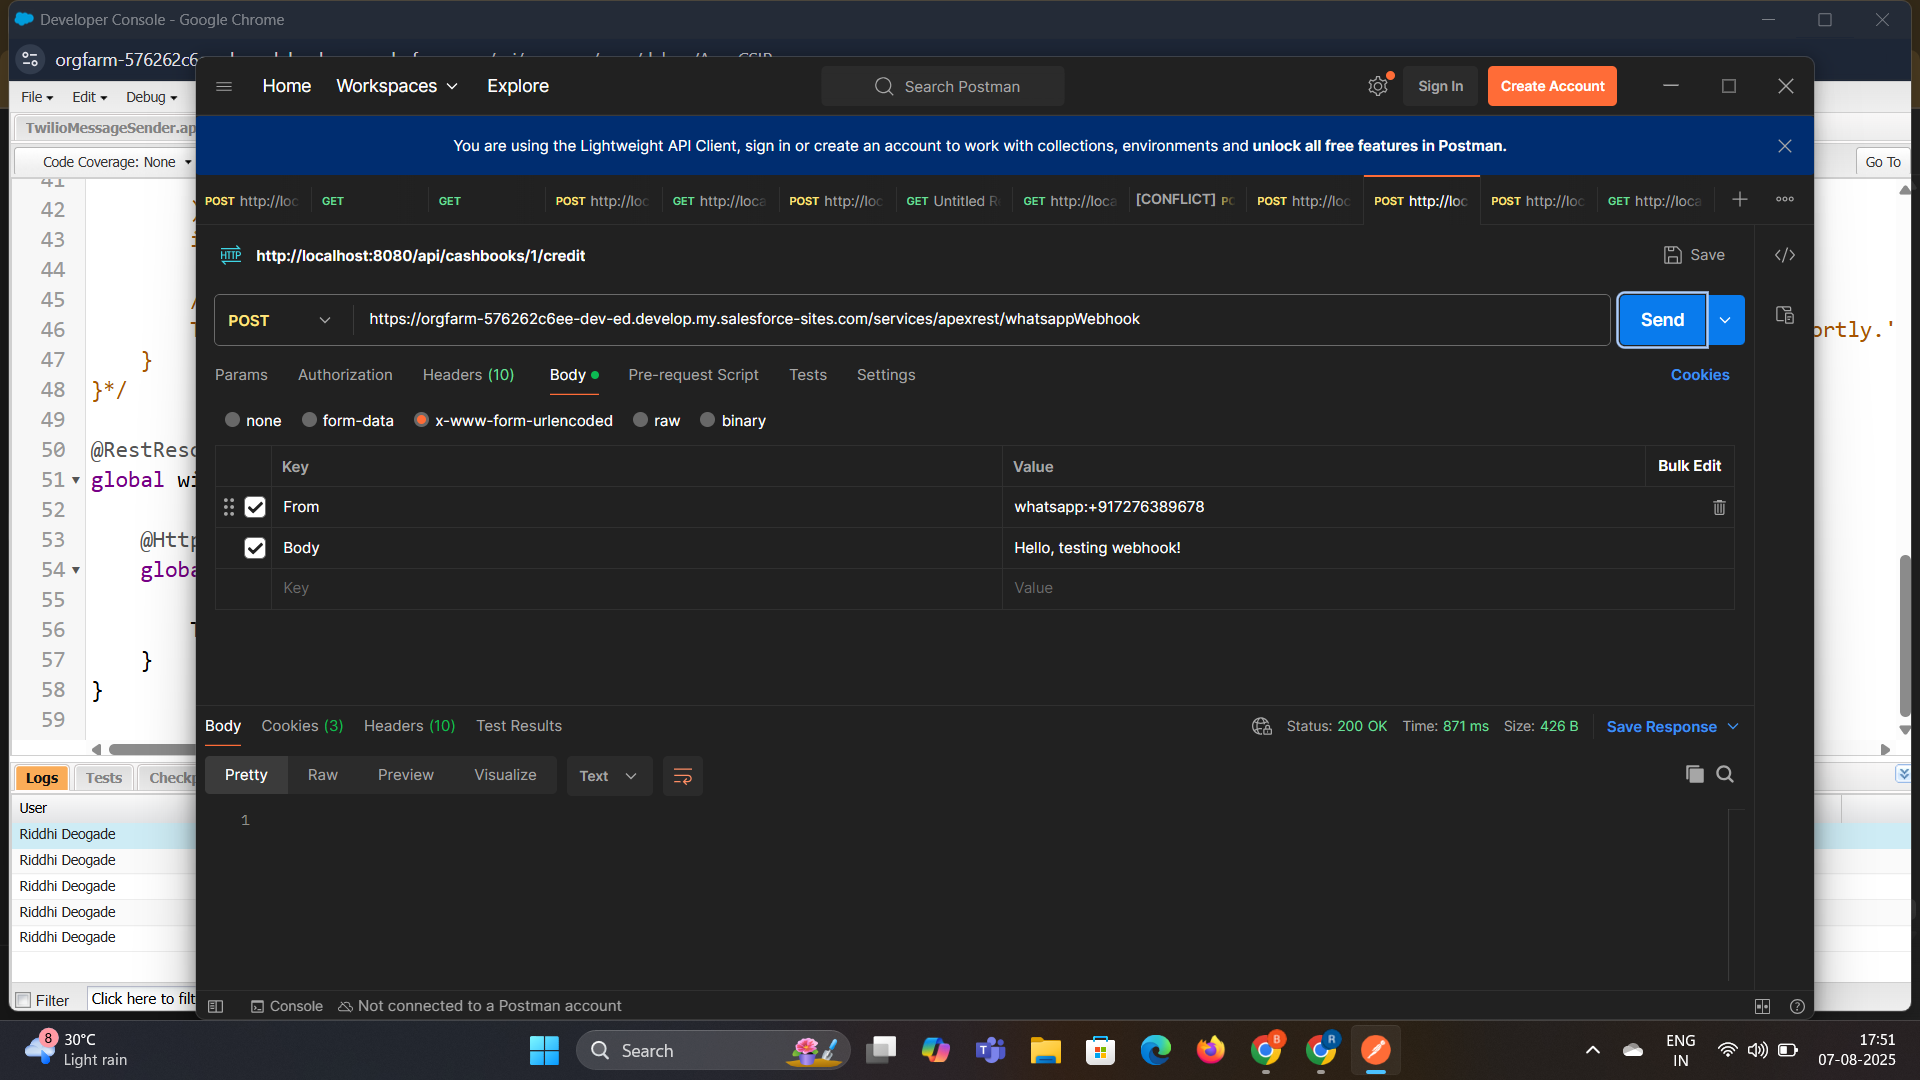 Developer Console - Google Chrome
orgfarm-576262c6
File Edit Debug
Home Workspaces Explore
Search Postman
Sign In
Create Account
You are using the Lightweight API Client, sign in or create an account to work with collections, environments and unlock all free features in Postman.
TwilioMessageSender.ap
Code Coverage: None
Go To
POST http://loc
GET
GET
POST http://loc
GET http://loca
POST http://loc
GET Untitled R
GET http://loca
[CONFLICT] PC
POST http://loc
POST http://loc
POST http://loc
GET http://loca
HTTP http://localhost:8080/api/cashbooks/1/credit
Save
</>
POST
https://orgfarm-576262c6ee-dev-ed.develop.my.salesforce-sites.com/services/apexrest/whatsappWebhook
Send
ortly.'
Params Authorization Headers (10) Body Pre-request Script Tests Settings
Cookies
none form-data x-www-form-urlencoded raw binary
Key Value Bulk Edit
From whatsapp:+917276389678
Body Hello, testing webhook!
Key Value
41
42
43
44
45
46
47 }
48 }*/
49
50 @RestReso
51 global wi
52
53 @Http
54 globa
55
56
57 }
58 }
59
Body Cookies (3) Headers (10) Test Results
Status: 200 OK Time: 871 ms Size: 426 B Save Response
Pretty Raw Preview Visualize Text
1
Logs Tests Checkp
User
Riddhi Deogade
Riddhi Deogade
Riddhi Deogade
Riddhi Deogade
Riddhi Deogade
Filter Click here to filt
Console Not connected to a Postman account
8 30°C
Light rain
Search
B
R
ENG
IN
17:51
07-08-2025